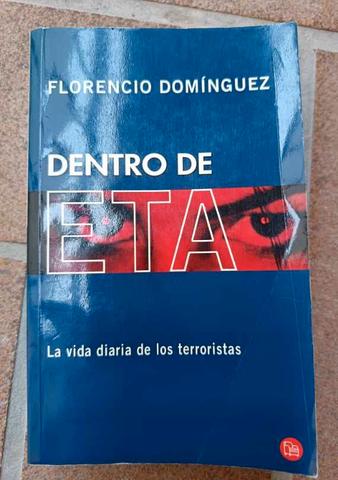 FLORENCIO DOMÍNGUEZ
DENTRO DE
ETA
La vida diaria de los terroristas